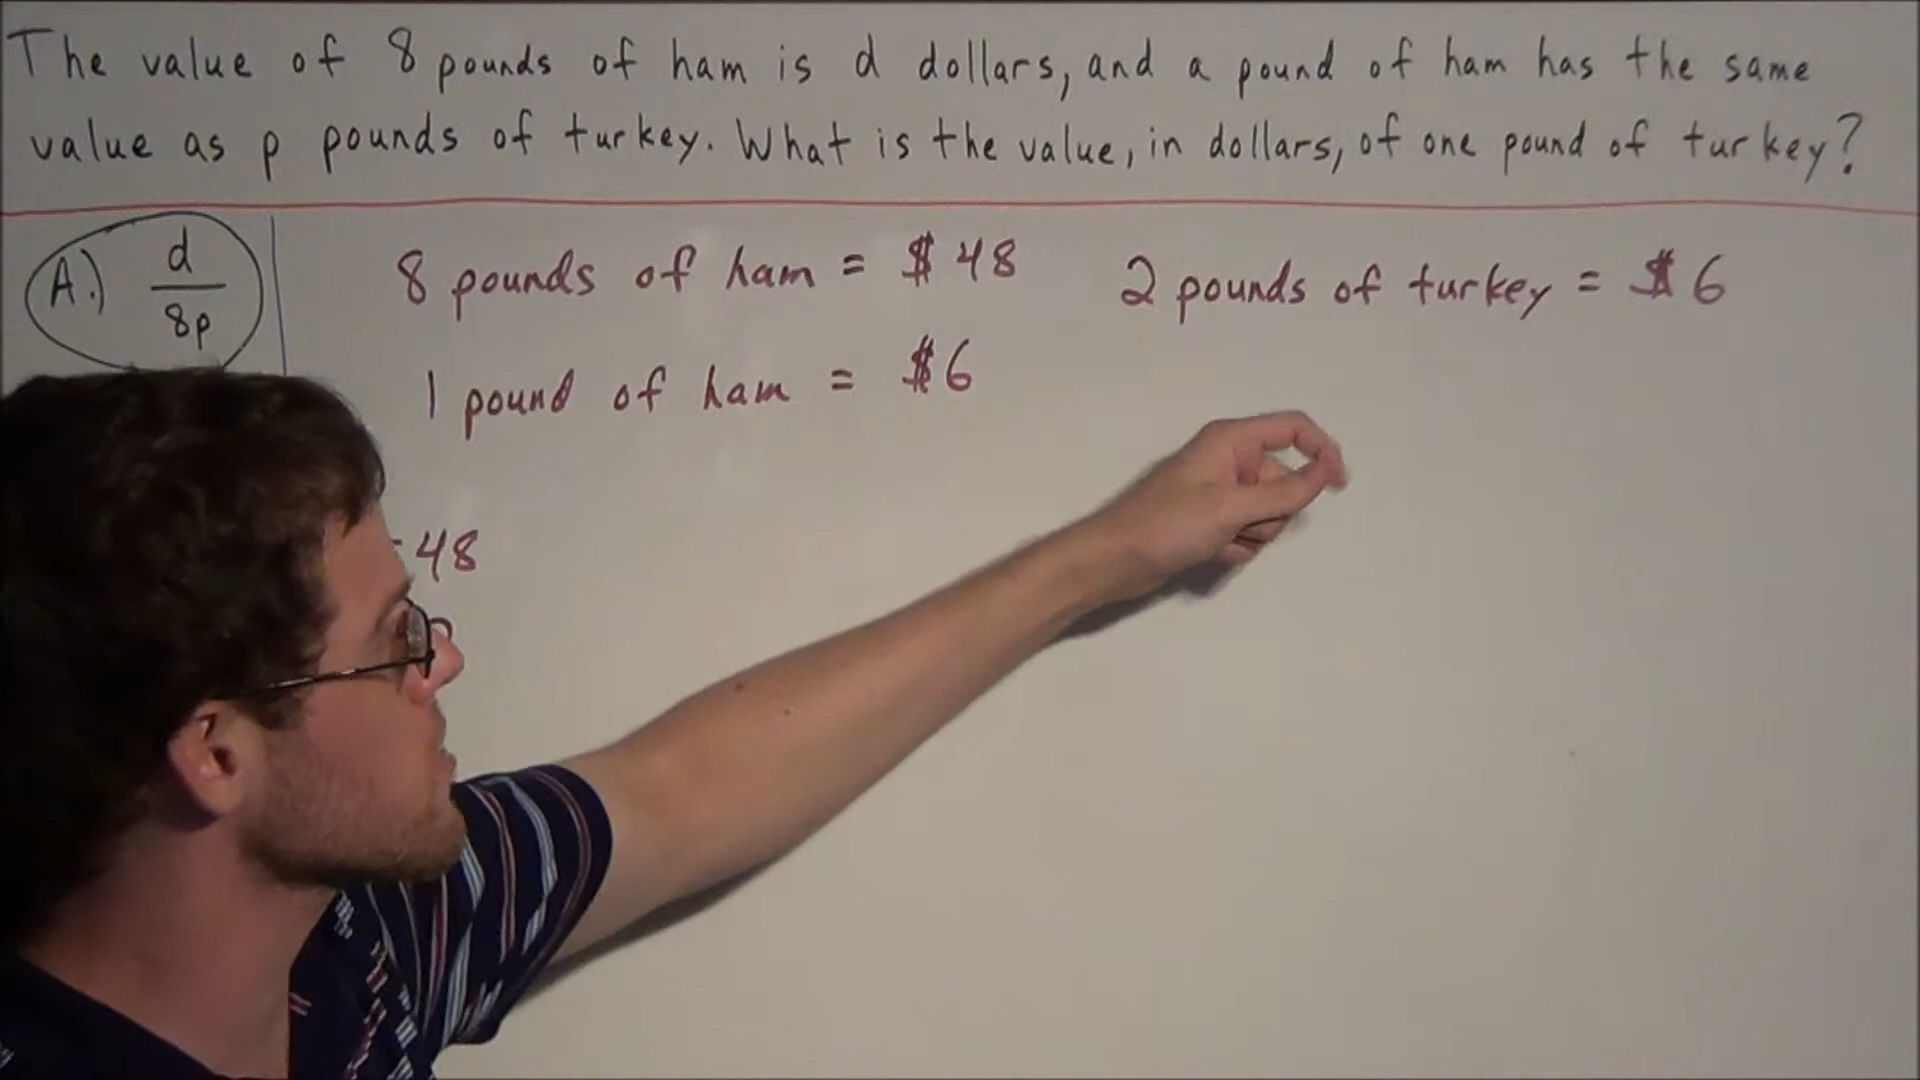 The value of 8 pounds of ham is d dollars, and a pound of ham has the same
value as p pounds of turkey. What is the value, in dollars, of one pound of turkey?
A.) d
8p
8 pounds of ham = $ 48
1 pound of ham = $6
2 pounds of turkey = $6
48